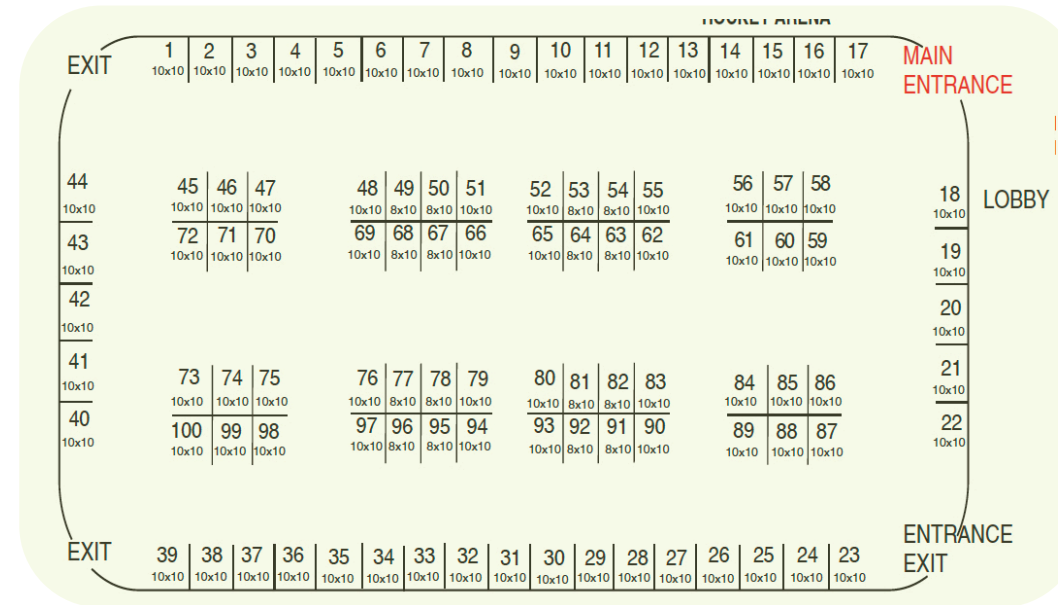 HOCKEY ARENA
EXIT 1 2 3 4 5 6 7 8 9 10 11 12 13 14 15 16 17 MAIN
10x10 10x10 10x10 10x10 10x10 10x10 10x10 10x10 10x10 10x10 10x10 10x10 10x10 10x10 10x10 10x10 10x10 ENTRANCE
44 45 46 47 48 49 50 51 52 53 54 55 56 57 58 18 LOBBY
10x10 10x10 10x10 10x10 10x10 8x10 8x10 10x10 10x10 8x10 8x10 10x10 10x10 10x10 10x10 10x10
43 72 71 70 69 68 67 66 65 64 63 62 61 60 59 19
10x10 10x10 10x10 10x10 10x10 8x10 8x10 10x10 10x10 8x10 8x10 10x10 10x10 10x10 10x10 10x10
42 20
10x10 10x10
41 73 74 75 76 77 78 79 80 81 82 83 84 85 86 21
10x10 10x10 10x10 10x10 10x10 8x10 8x10 10x10 10x10 8x10 8x10 10x10 10x10 10x10 10x10 10x10
40 100 99 98 97 96 95 94 93 92 91 90 89 88 87 22
10x10 10x10 10x10 10x10 10x10 8x10 8x10 10x10 10x10 8x10 8x10 10x10 10x10 10x10 10x10 10x10
EXIT 39 38 37 36 35 34 33 32 31 30 29 28 27 26 25 24 23 ENTRANCE
10x10 10x10 10x10 10x10 10x10 10x10 10x10 10x10 10x10 10x10 10x10 10x10 10x10 10x10 10x10 10x10 10x10 EXIT